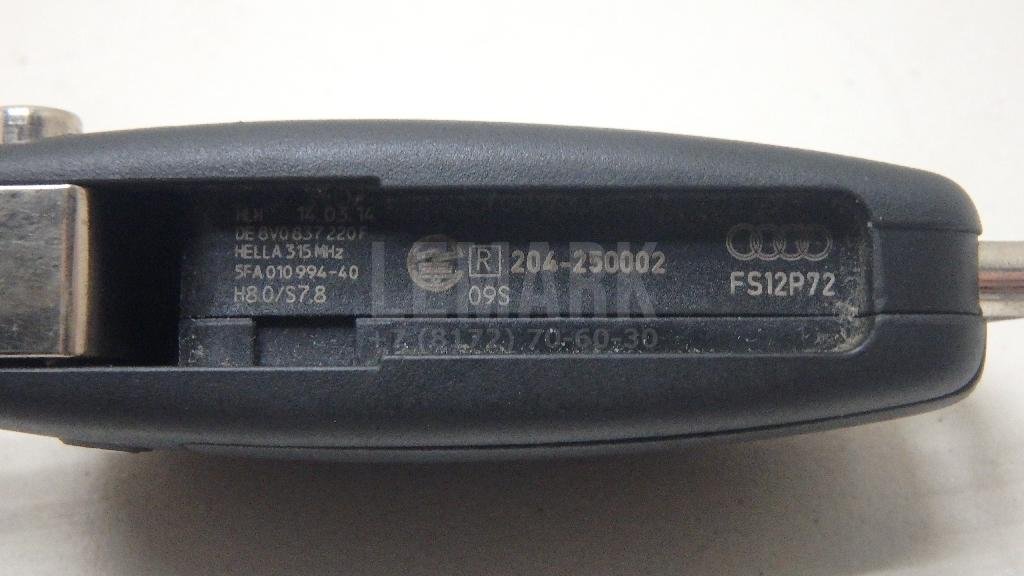 14 03 14
DE 8V0 837 220 F
HELLA 315 MHz
5FA 010 994-40
H8.0/S7.8
R 204-250002
09S
FS12P72
LEMARK
+7 (8172) 70-60-30